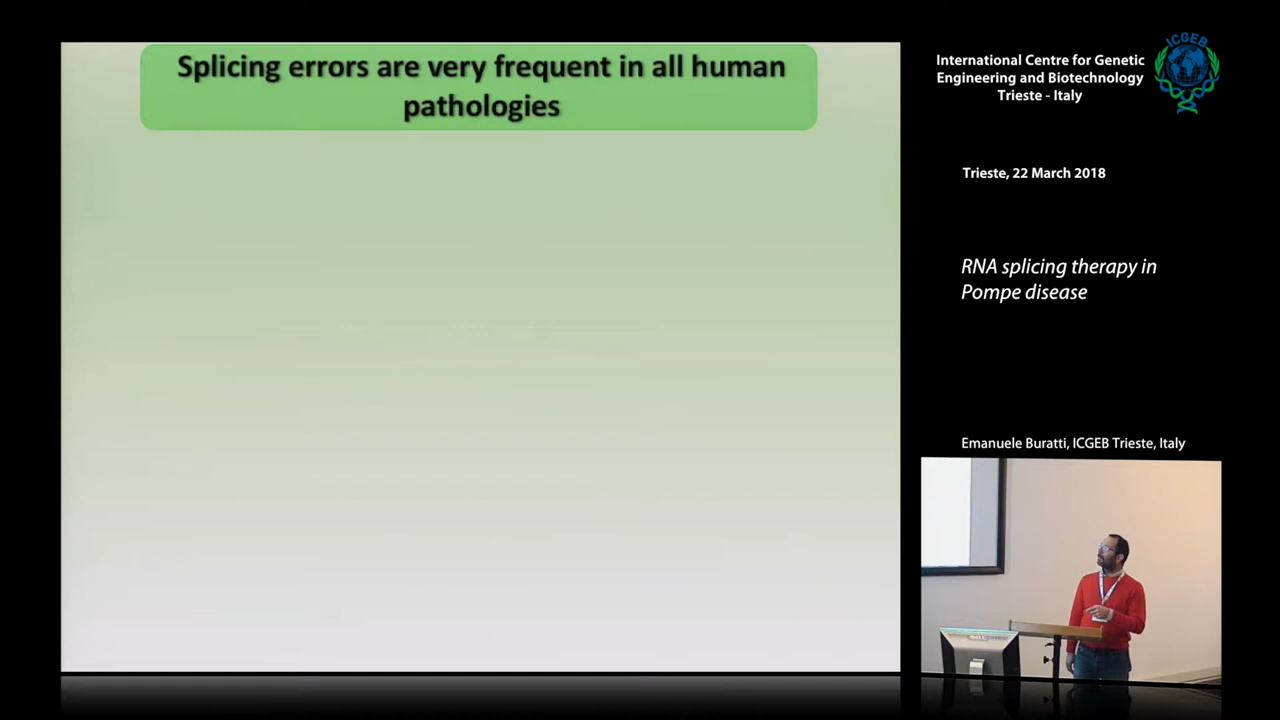 Splicing errors are very frequent in all human
pathologies
ICGEB
International Centre for Genetic
Engineering and Biotechnology
Trieste - Italy
Trieste, 22 March 2018
RNA splicing therapy in
Pompe disease
Emanuele Buratti, ICGEB Trieste, Italy